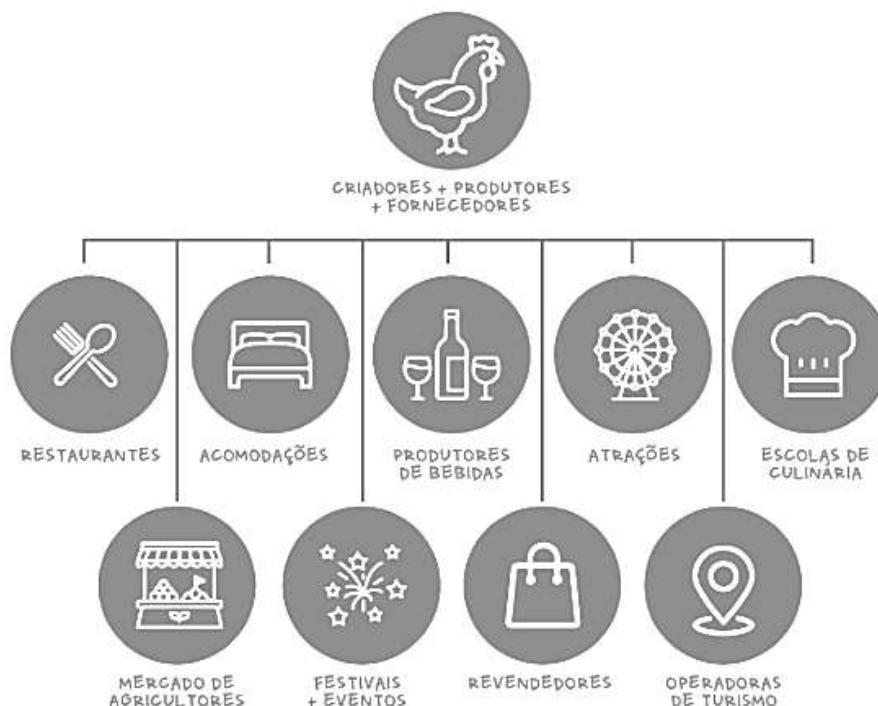 CRIADORES + PRODUTORES
+ FORNECEDORES
RESTAURANTES
ACOMODAÇÕES
PRODUTORES
DE BEBIDAS
ATRAÇÕES
ESCOLAS DE
CULINÁRIA
MERCADO DE
AGRICULTORES
FESTIVAIS
+ EVENTOS
REVENDEDORES
OPERADORAS
DE TURISMO